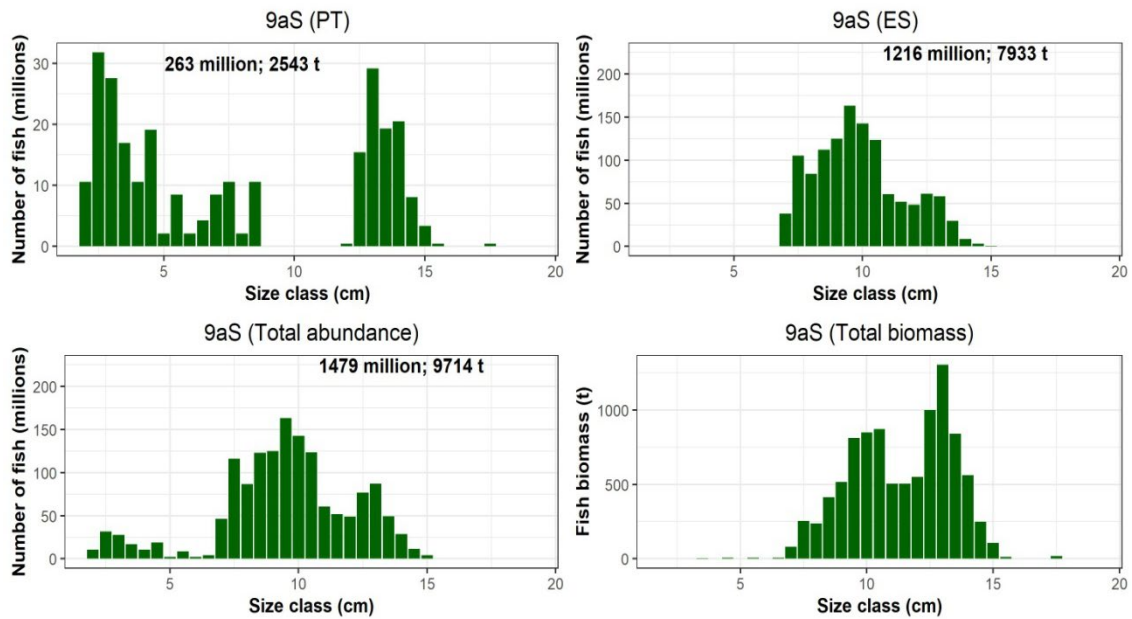 9aS (PT)
263 million; 2543 t
Number of fish (millions)
30
20
10
0
5
10
15
20
Size class (cm)
9aS (ES)
1216 million; 7933 t
Number of fish (millions)
200
150
100
50
0
5
10
15
20
Size class (cm)
9aS (Total abundance)
1479 million; 9714 t
Number of fish (millions)
200
150
100
50
0
5
10
15
20
Size class (cm)
9aS (Total biomass)
Fish biomass (t)
1000
500
0
5
10
15
20
Size class (cm)